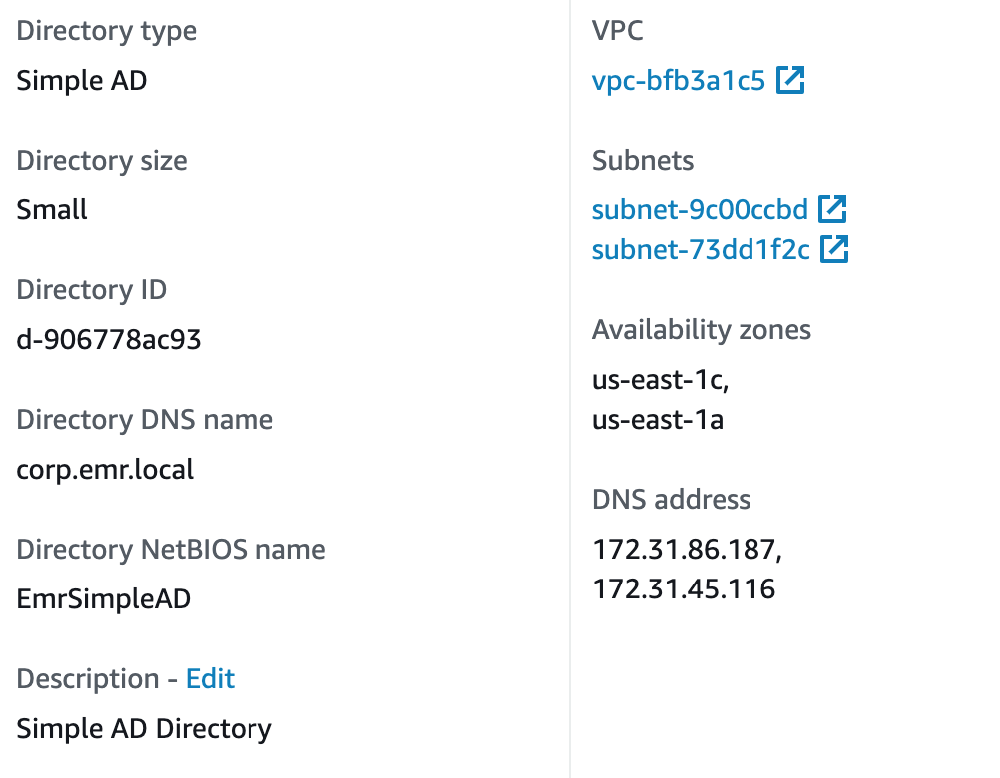 Directory type
Simple AD
Directory size
Small
Directory ID
d-906778ac93
Directory DNS name
corp.emr.local
Directory NetBIOS name
EmrSimpleAD
Description - Edit
Simple AD Directory
VPC
vpc-bfb3a1c5
Subnets
subnet-9c00ccbd
subnet-73dd1f2c
Availability zones
us-east-1c,
us-east-1a
DNS address
172.31.86.187,
172.31.45.116